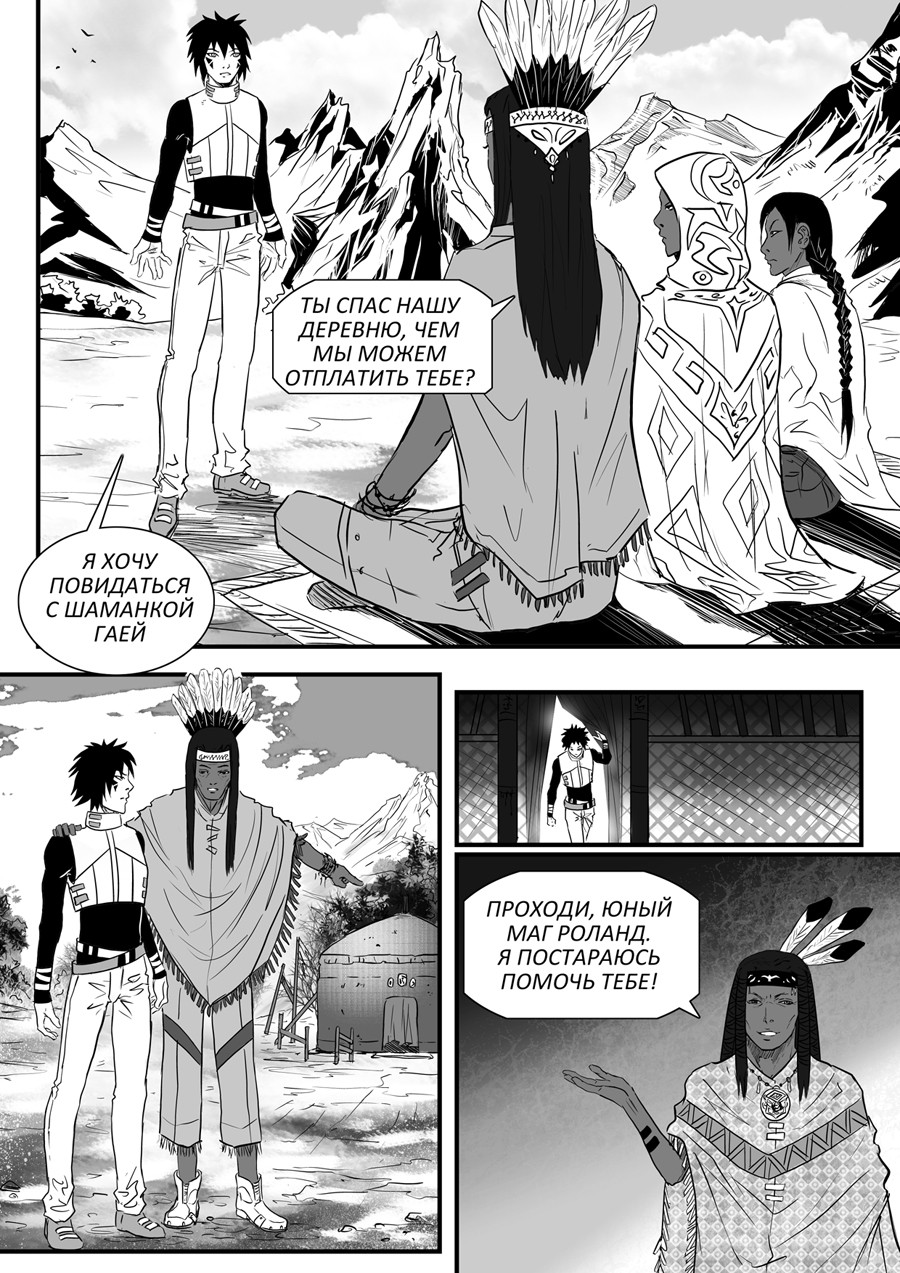 ТЫ СПАС НАШУ
ДЕРЕВНЮ, ЧЕМ
МЫ МОЖЕМ
ОТПЛАТИТЬ ТЕБЕ?
Я ХОЧУ
ПОВИДАТЬСЯ
С ШАМАНКОЙ
ГАЕЙ
ПРОХОДИ, ЮНЫЙ
МАГ РОЛАНД.
Я ПОСТАРАЮСЬ
ПОМОЧЬ ТЕБЕ!